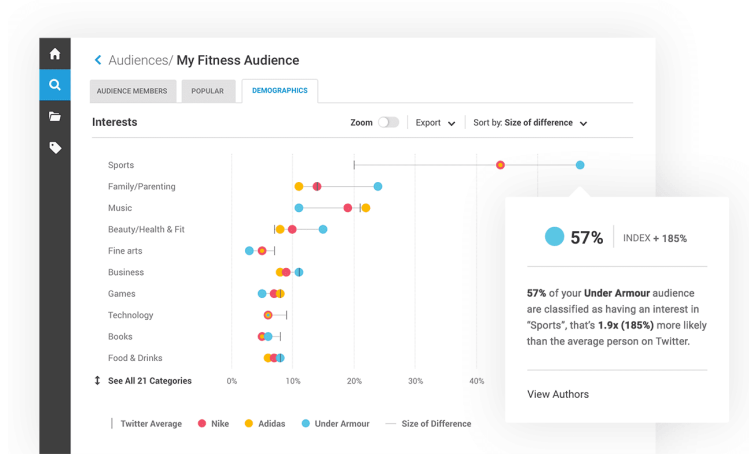 Audiences/ My Fitness Audience
AUDIENCE MEMBERS
POPULAR
DEMOGRAPHICS
Interests
Zoom
Export
Sort by: Size of difference
Sports
Family/Parenting
Music
Beauty/Health & Fit
Fine arts
Business
Games
Technology
Books
Food & Drinks
See All 21 Categories
0% 10% 20% 30% 40%
Twitter Average Nike Adidas Under Armour Size of Difference
57% INDEX + 185%
57% of your Under Armour audience
are classified as having an interest in
“Sports”, that’s 1.9x (185%) more likely
than the average person on Twitter.
View Authors